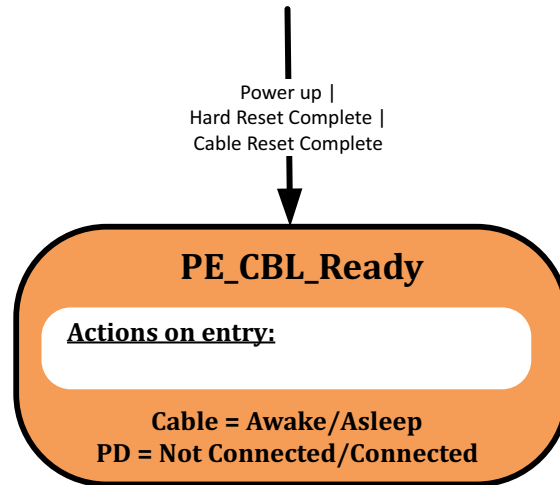 Power up |
Hard Reset Complete |
Cable Reset Complete
PE_CBL_Ready
Actions on entry:
Cable = Awake/Asleep
PD = Not Connected/Connected